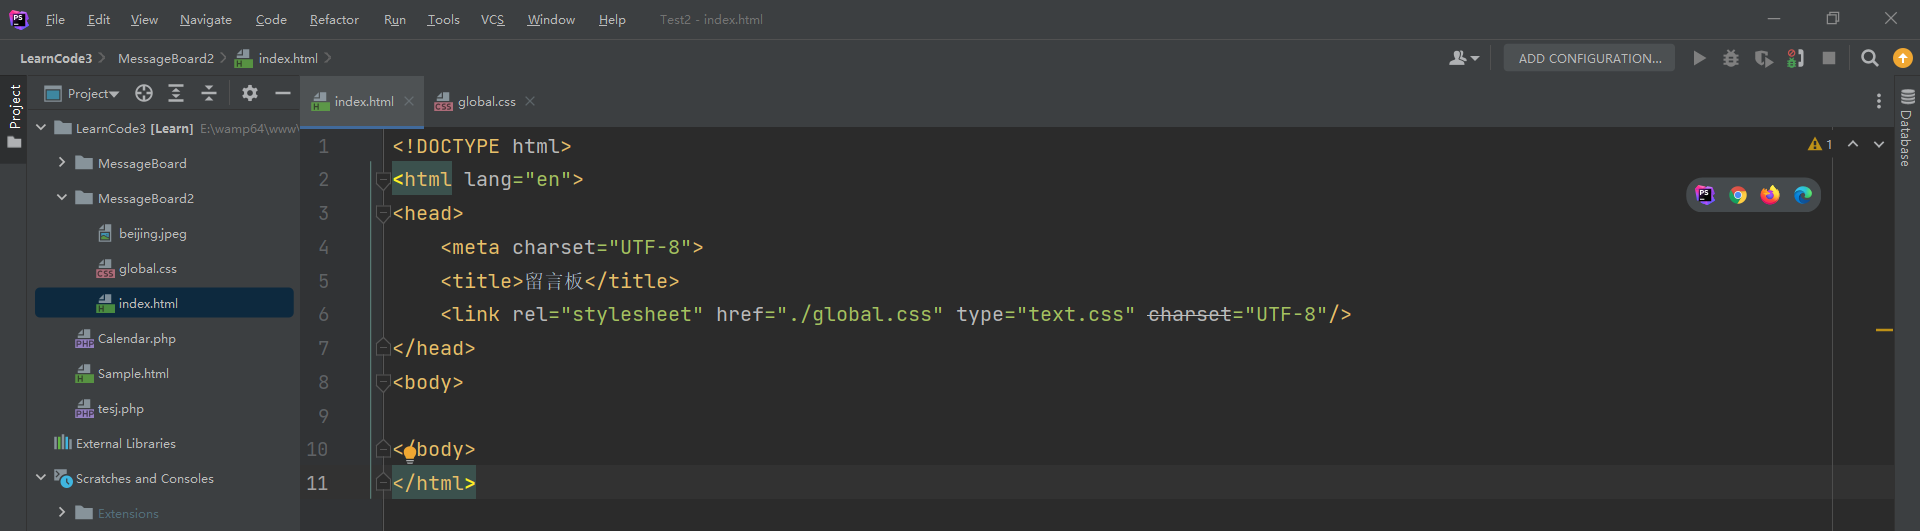 PS File Edit View Navigate Code Refactor Run Tools VCS Window Help Test2 - index.html
LearnCode3 MessageBoard2 index.html ADD CONFIGURATION...
Project
Project
index.html
global.css
LearnCode3 [Learn] E:\wamp64\www\
MessageBoard
MessageBoard2
beijing.jpeg
global.css
index.html
Calendar.php
Sample.html
tesj.php
External Libraries
Scratches and Consoles
Extensions
1 <!DOCTYPE html>
2 <html lang="en">
3 <head>
4 <meta charset="UTF-8">
5 <title>留言板</title>
6 <link rel="stylesheet" href="./global.css" type="text.css" charset="UTF-8"/>
7 </head>
8 <body>
9
10 </body>
11 </html>
1
Database